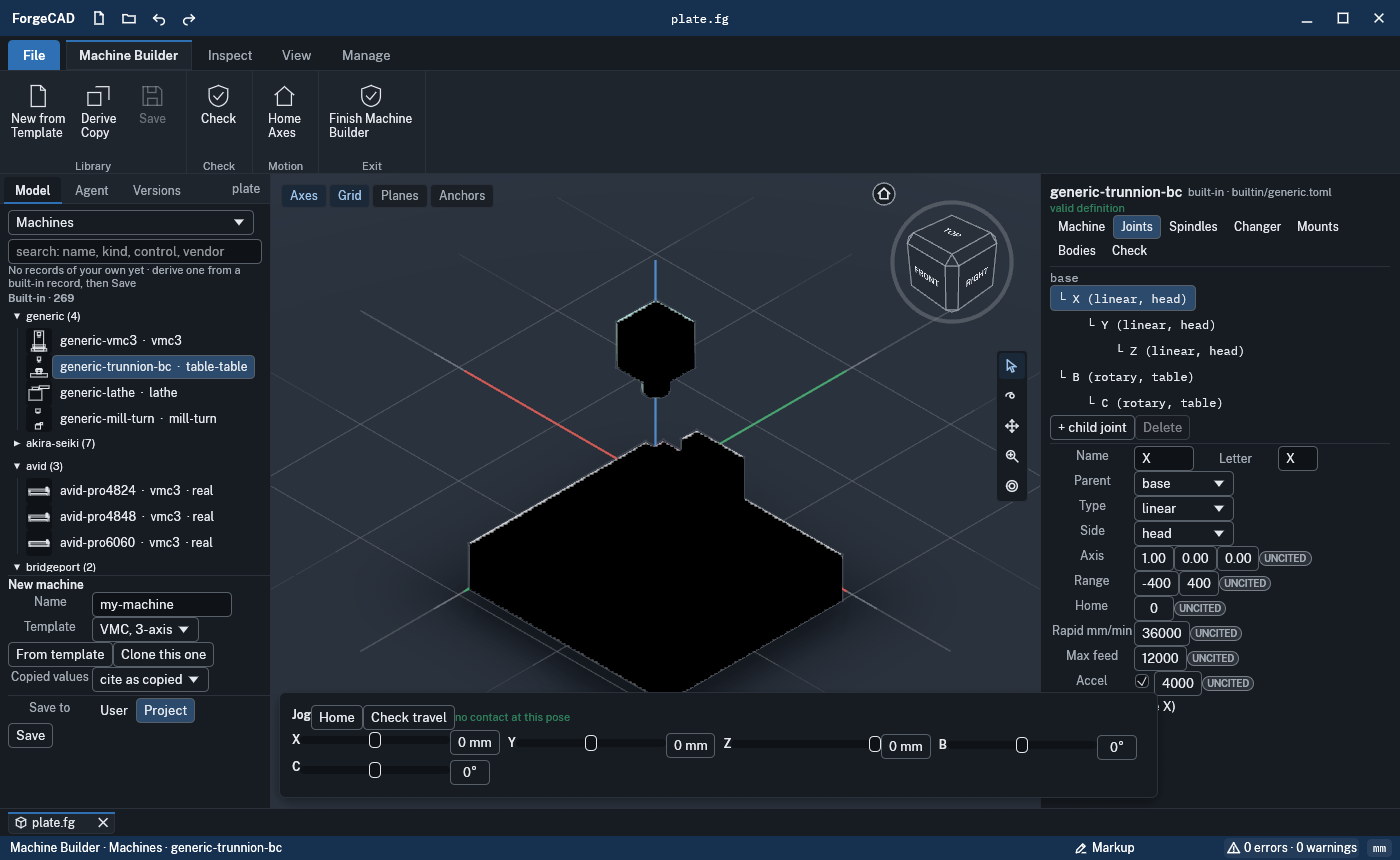 ForgeCAD
plate.fg
File
Machine Builder
Inspect
View
Manage
New from Template
Derive Copy
Save
Check
Home Axes
Finish Machine Builder
Library
Check
Motion
Exit
Model
Agent
Versions
plate
Machines
search: name, kind, control, vendor
No records of your own yet · derive one from a
built-in record, then Save
Built-in · 269
generic (4)
generic-vmc3 · vmc3
generic-trunnion-bc · table-table
generic-lathe · lathe
generic-mill-turn · mill-turn
akira-seiki (7)
avid (3)
avid-pro4824 · vmc3 · real
avid-pro4848 · vmc3 · real
avid-pro6060 · vmc3 · real
bridgeport (2)
New machine
Name my-machine
Template VMC, 3-axis
From template Clone this one
Copied values cite as copied
Save to User Project
Save
Axes Grid Planes Anchors
TOP
FRONT
RIGHT
Jog Home Check travel no contact at this pose
X 0 mm Y 0 mm Z 0 mm B 0°
C 0°
generic-trunnion-bc built-in · builtin/generic.toml
valid definition
Machine Joints Spindles Changer Mounts
Bodies Check
base
└ X (linear, head)
└ Y (linear, head)
└ Z (linear, head)
└ B (rotary, table)
└ C (rotary, table)
+ child joint Delete
Name X Letter X
Parent base
Type linear
Side head
Axis 1.00 0.00 0.00 UNCITED
Range -400 400 UNCITED
Home 0 UNCITED
Rapid mm/min 36000 UNCITED
Max feed 12000 UNCITED
Accel 4000 UNCITED
X)
plate.fg
Machine Builder · Machines · generic-trunnion-bc
Markup
0 errors · 0 warnings
mm